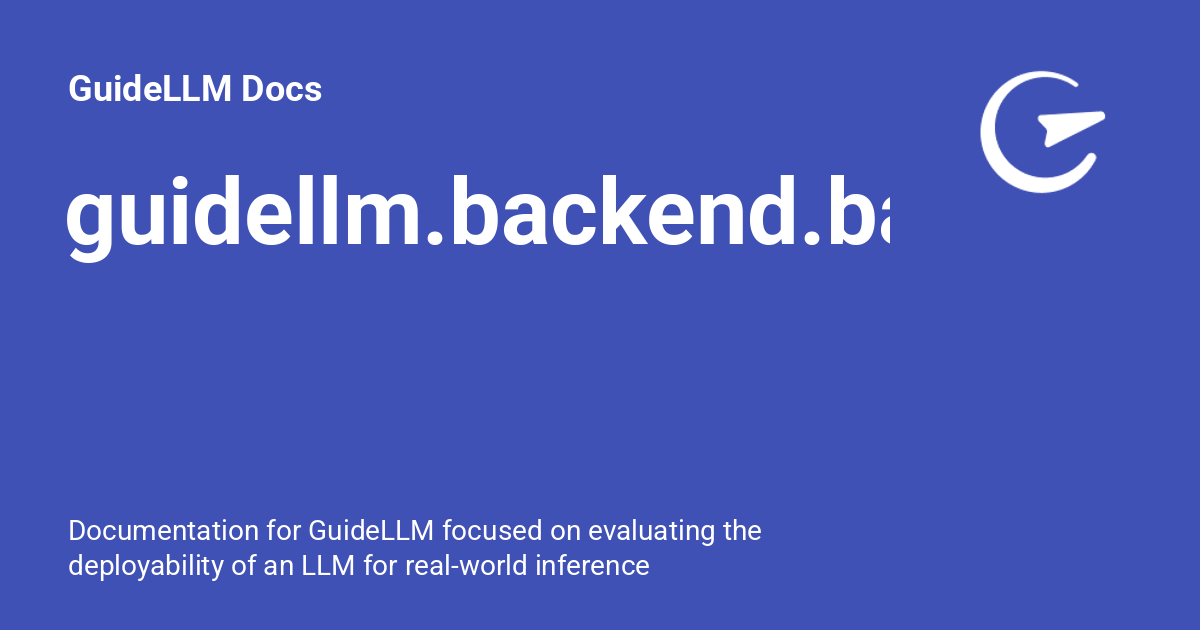 GuideLLM Docs
guidellm.backend.ba
Documentation for GuideLLM focused on evaluating the
deployability of an LLM for real-world inference